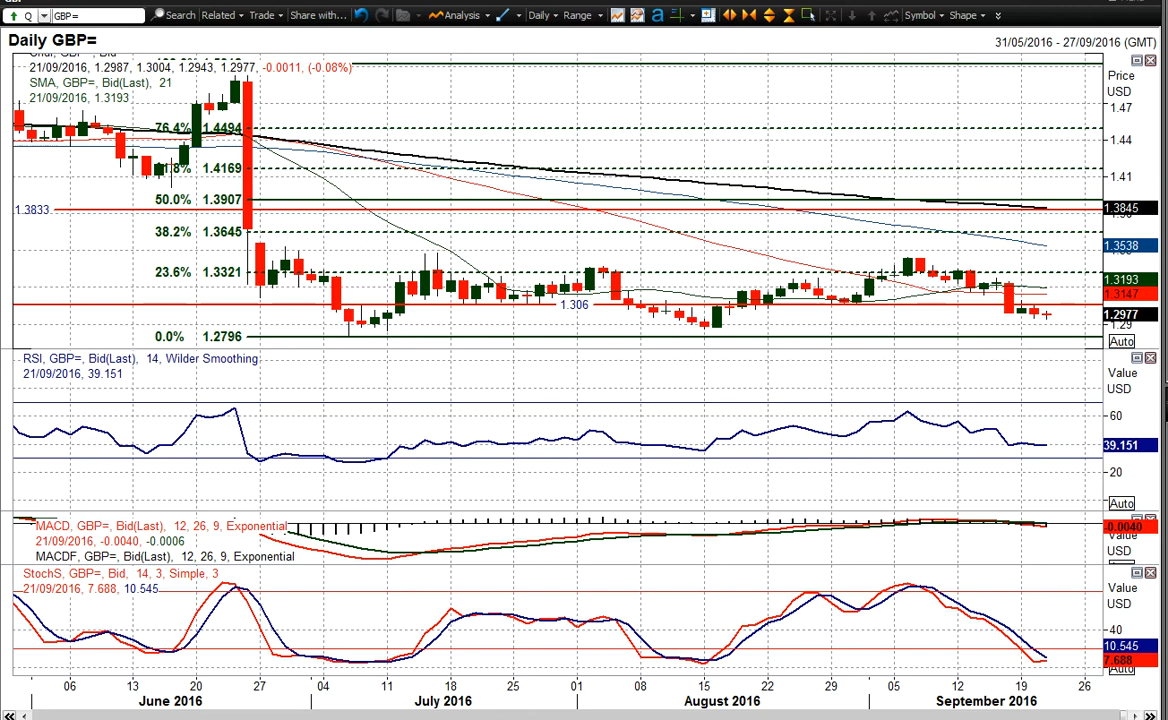 Q GBP= Search Related Trade Share with... Analysis Daily Range Symbol Shape
Daily GBP=
31/05/2016 - 27/09/2016 (GMT)
21/09/2016, 1.2987, 1.3004, 1.2943, 1.2977, -0.0011, (-0.08%)
SMA, GBP=, Bid(Last), 21
21/09/2016, 1.3193
Price
USD
1.47
76.4% 1.4494
1.44
1.4169
1.41
50.0% 1.3907
1.3833
1.3845
38.2% 1.3645
1.3538
23.6% 1.3321
1.3193
1.3147
1.306
1.2977
1.29
0.0% 1.2796
Auto
RSI, GBP=, Bid(Last), 14, Wilder Smoothing
21/09/2016, 39.151
Value
USD
60
39.151
20
Auto
MACD, GBP=, Bid(Last), 12, 26, 9, Exponential
21/09/2016, -0.0040, -0.0006
MACDF, GBP=, Bid(Last), 12, 26, 9, Exponential
-0.0040
Value
USD
StochS, GBP=, Bid, 14, 3, Simple, 3
21/09/2016, 7.688, 10.545
Value
USD
40
10.545
7.688
Auto
06 13 20 27 04 11 18 25 01 08 15 22 29 05 12 19 26
June 2016 July 2016 August 2016 September 2016